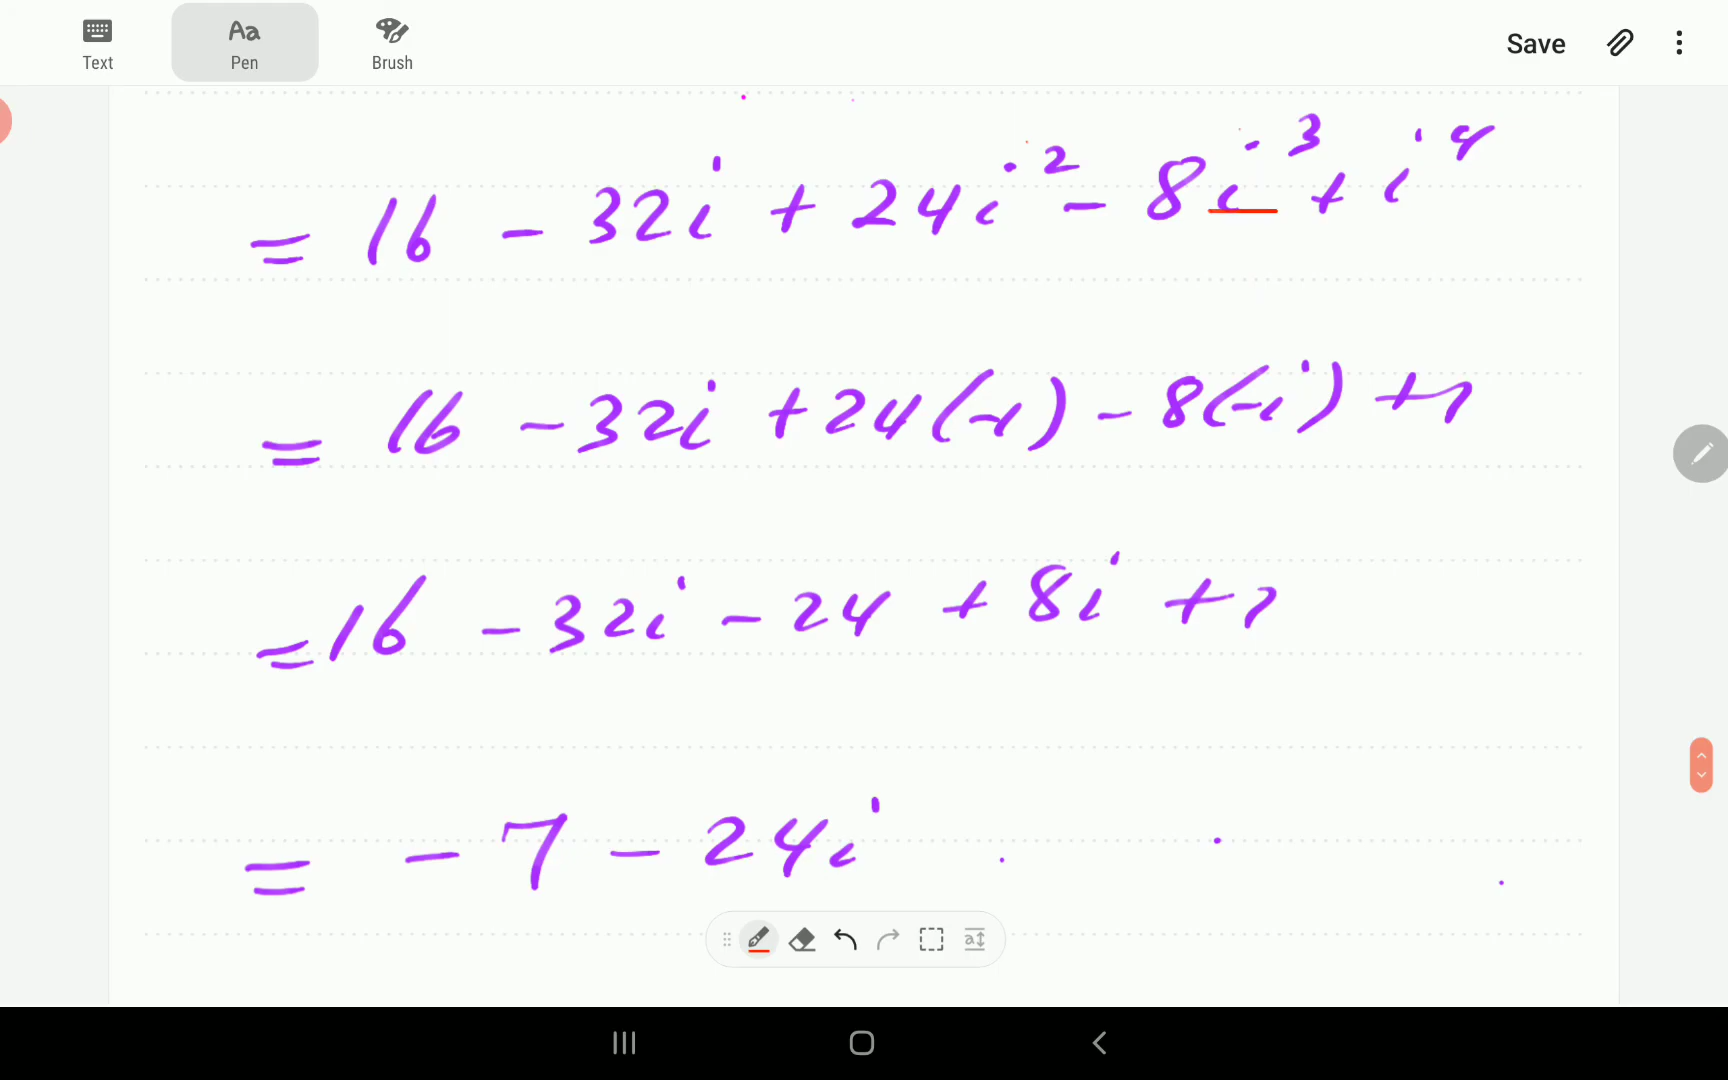 Text
Aa
Pen
Brush
Save
= 16 - 32i + 24i² - 8i³ + i⁴
= 16 - 32i + 24(-1) - 8(-i) + 1
= 16 - 32i - 24 + 8i + 1
= - 7 - 24i